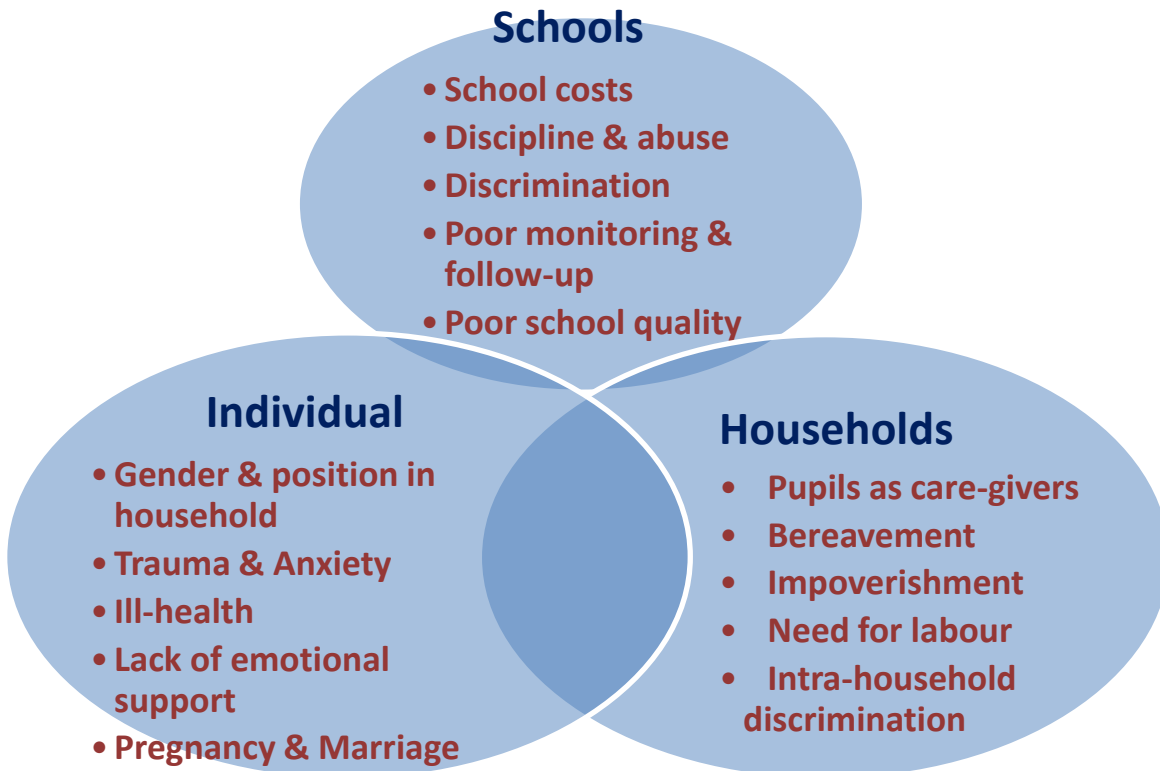 Schools
• School costs
• Discipline & abuse
• Discrimination
• Poor monitoring &
follow-up
• Poor school quality
Individual
• Gender & position in
household
• Trauma & Anxiety
• Ill-health
• Lack of emotional
support
• Pregnancy & Marriage
Households
• Pupils as care-givers
• Bereavement
• Impoverishment
• Need for labour
• Intra-household
discrimination